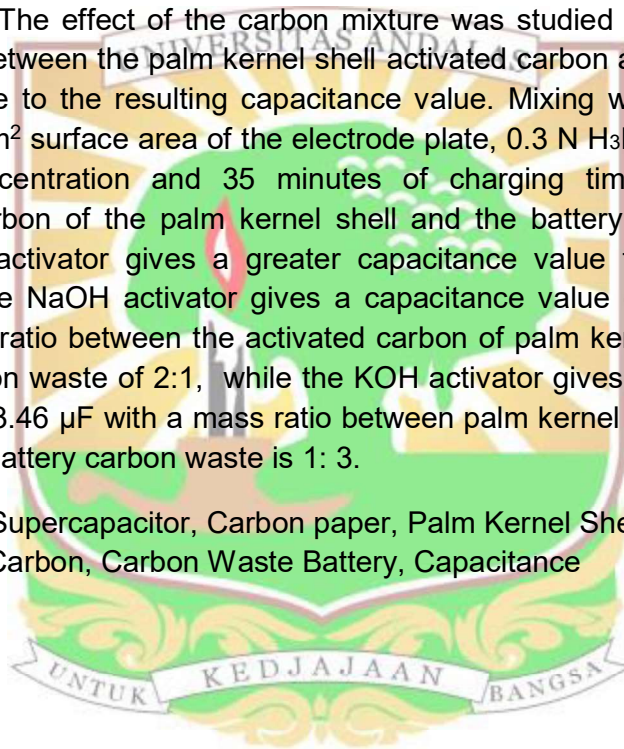 The effect of the carbon mixture was studied
between the palm kernel shell activated carbon a
e to the resulting capacitance value. Mixing w
m² surface area of the electrode plate, 0.3 N H₃
centration and 35 minutes of charging tim
rbon of the palm kernel shell and the battery
activator gives a greater capacitance value
e NaOH activator gives a capacitance value
ratio between the activated carbon of palm ker
on waste of 2:1, while the KOH activator gives
3.46 µF with a mass ratio between palm kernel
attery carbon waste is 1: 3.
Supercapacitor, Carbon paper, Palm Kernel She
Carbon, Carbon Waste Battery, Capacitance
UNIVERSITAS ANDALAS
UNTUK KEDJAJAAN BANGSA